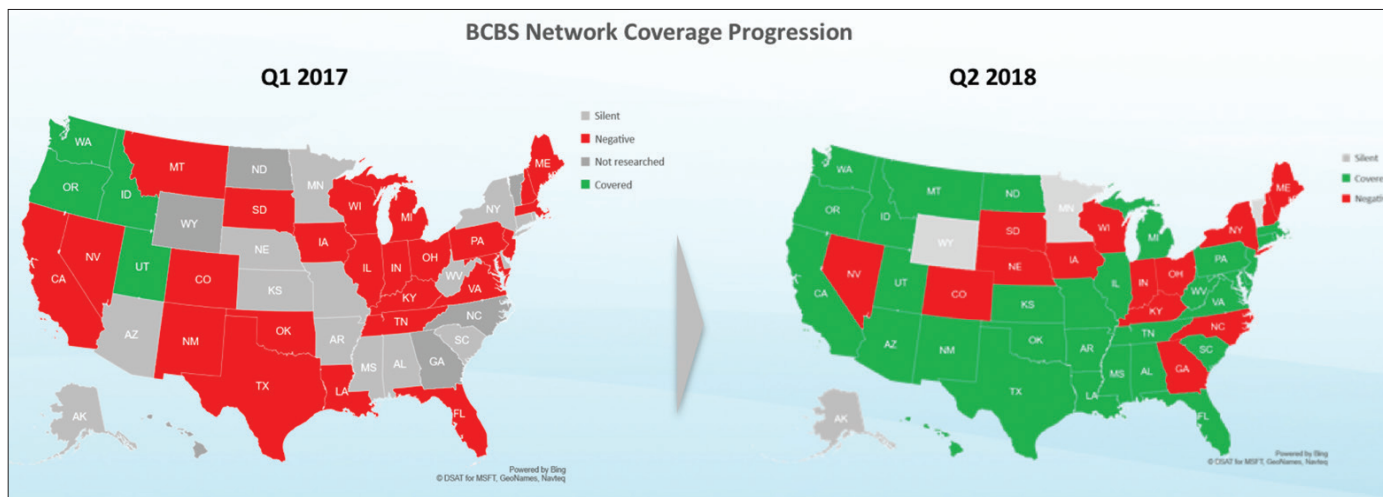 BCBS Network Coverage Progression
Q1 2017
Silent
Negative
Not researched
Covered
WA
OR
ID
MT
ND
MN
WY
SD
WI
MI
NY
ME
NV
CA
UT
CO
NE
IA
IL
IN
OH
PA
WV
VA
KS
KY
NC
AZ
NM
OK
AR
TN
SC
TX
LA
MS
AL
GA
FL
AK
Powered by Bing
© DSAT for MSFT, GeoNames, Navteq
Q2 2018
Silent
Covere
Negativ
WA
OR
ID
MT
ND
MN
WY
SD
WI
MI
NY
ME
NV
CA
UT
CO
NE
IA
IL
IN
OH
PA
WV
VA
KS
KY
NC
AZ
NM
OK
AR
TN
SC
TX
LA
MS
AL
GA
FL
AK
Powered by Bing
© DSAT for MSFT, GeoNames, Navteq